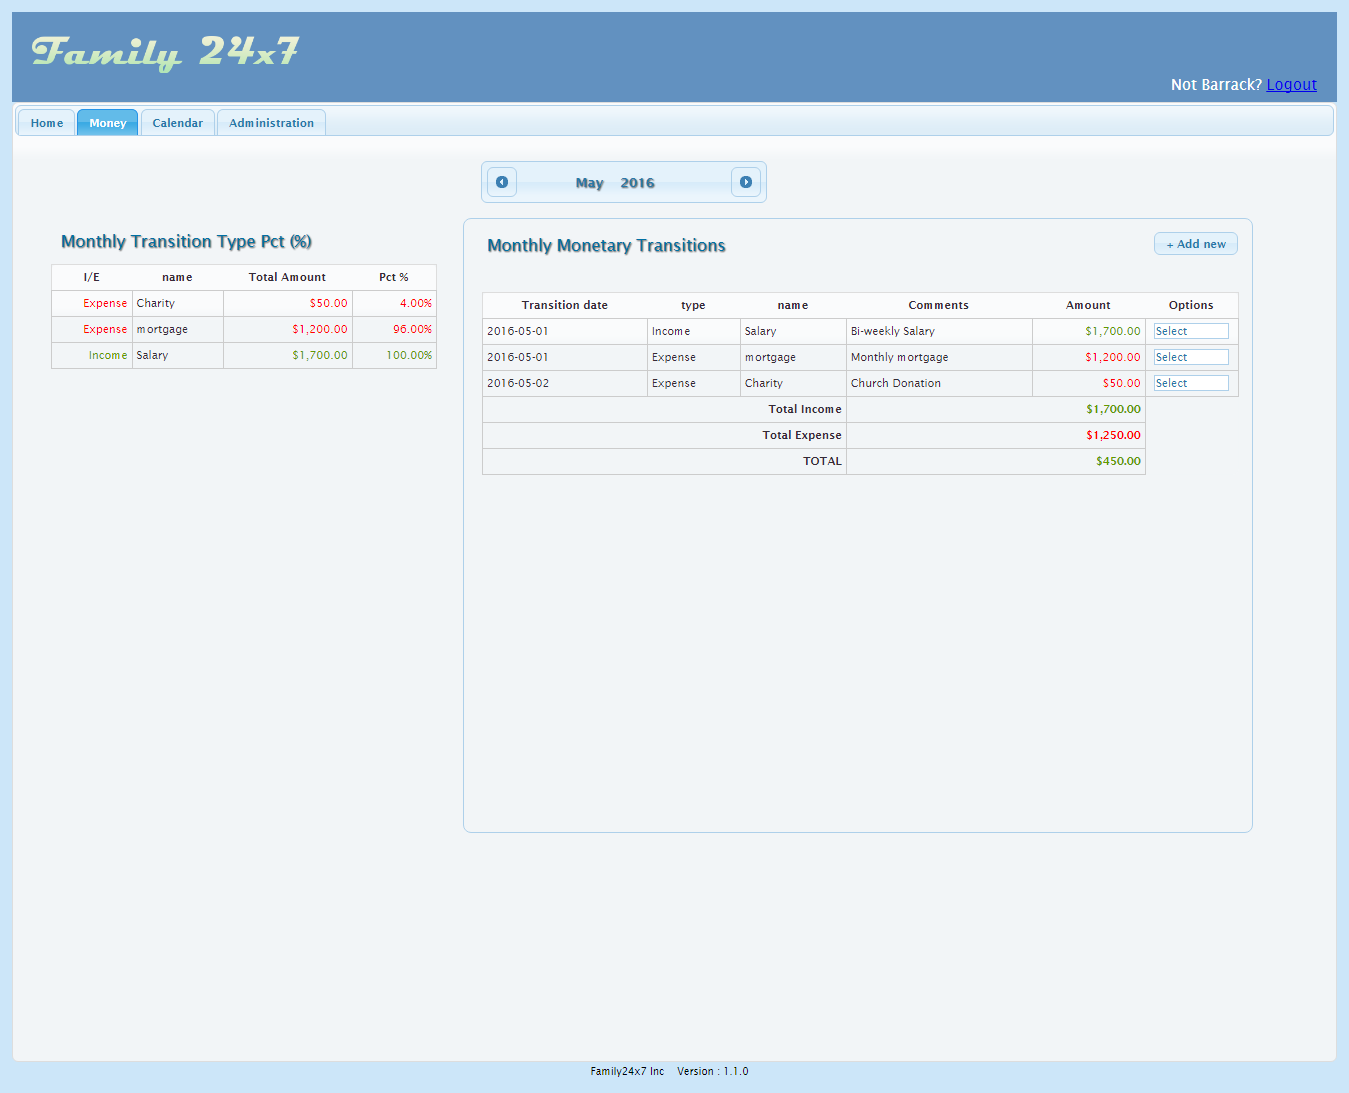 Family 24x7
Not Barrack? Logout
Home Money Calendar Administration
May 2016
Monthly Transition Type Pct (%)
I/E name Total Amount Pct %
Expense Charity $50.00 4.00%
Expense mortgage $1,200.00 96.00%
Income Salary $1,700.00 100.00%
Monthly Monetary Transitions
+ Add new
Transition date type name Comments Amount Options
2016-05-01 Income Salary Bi-weekly Salary $1,700.00 Select
2016-05-01 Expense mortgage Monthly mortgage $1,200.00 Select
2016-05-02 Expense Charity Church Donation $50.00 Select
Total Income $1,700.00
Total Expense $1,250.00
TOTAL $450.00
Family24x7 Inc Version : 1.1.0